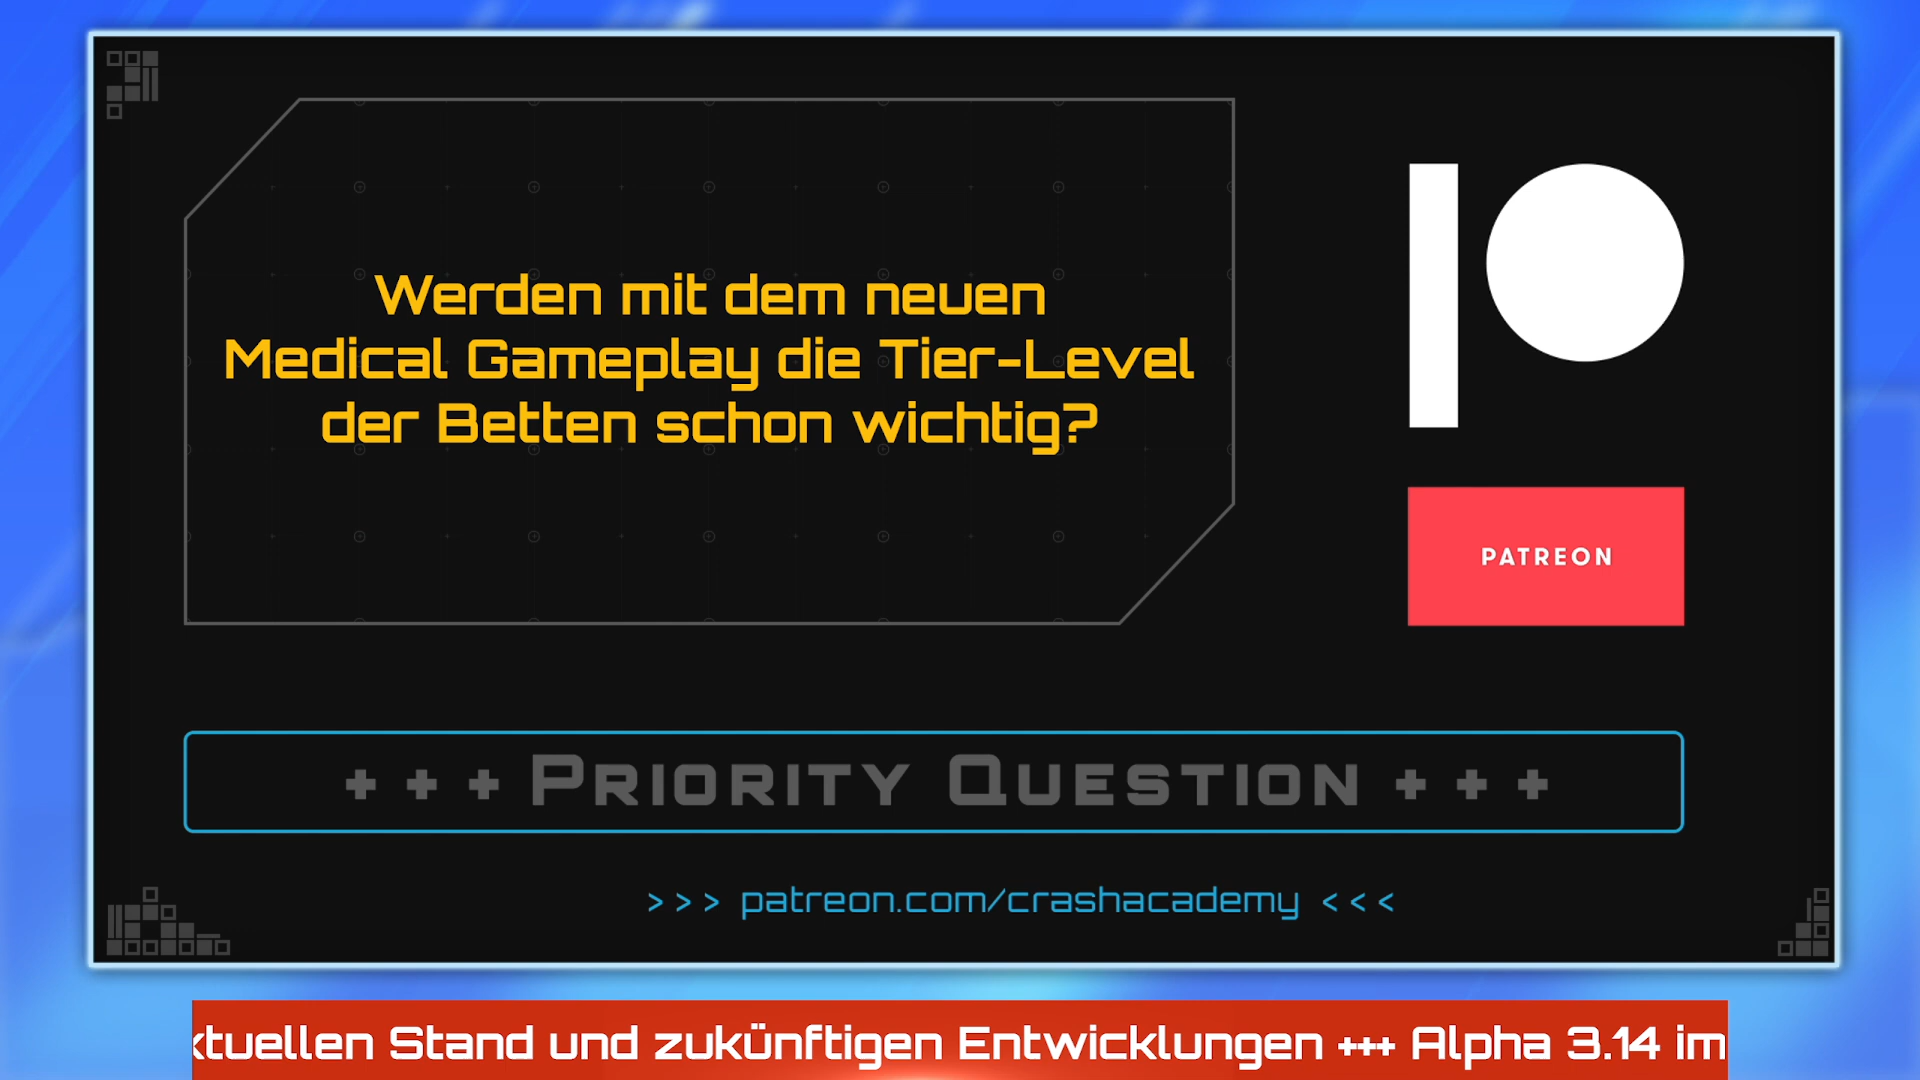 Werden mit dem neuen
Medical Gameplay die Tier-Level
der Betten schon wichtig?
PATREON
+ + + PRIORITY QUESTION + + +
> > > patreon.com/crashacademy < < <
ktuellen Stand und zukünftigen Entwicklungen +++ Alpha 3.14 im